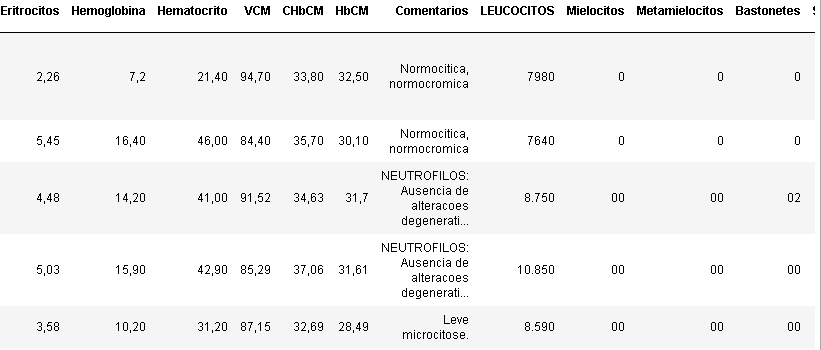 Eritrocitos Hemoglobina Hematocrito VCM CHbCM HbCM Comentarios LEUCOCITOS Mielocitos Metamielocitos Bastonetes
Normocitica,
2,26 7,2 21,40 94,70 33,80 32,50 7980 0 0 0
normocromica
Normocitica,
5,45 16,40 46,00 84,40 35,70 30,10 7640 0 0 0
normocromica
NEUTROFILOS:
Ausencia de
4,48 14,20 41,00 91,52 34,63 31,7 8.750 00 00 02
alteracoes
degenerati...
NEUTROFILOS:
Ausencia de
5,03 15,90 42,90 85,29 37,06 31,61 10.850 00 00 00
alteracoes
degenerati...
Leve
3,58 10,20 31,20 87,15 32,69 28,49 8.590 00 00 00
microcitose.